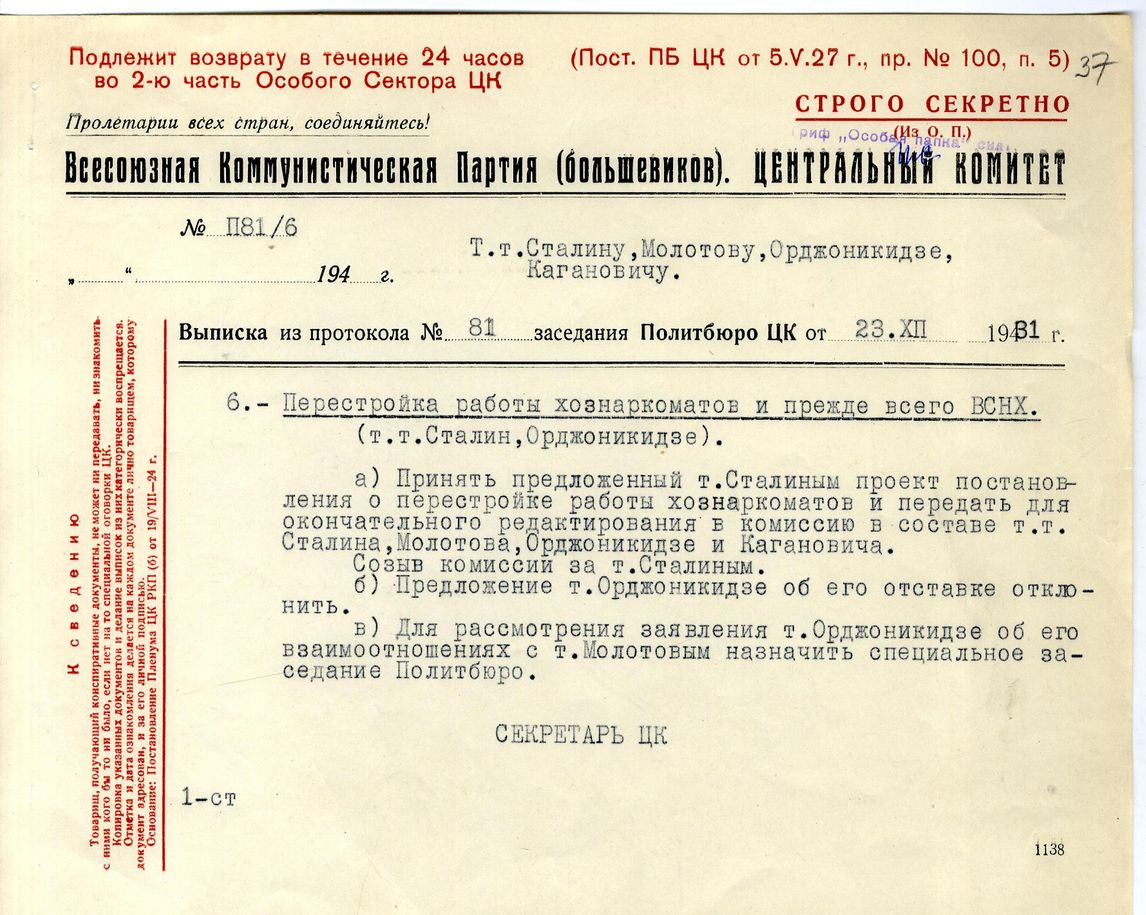 Подлежит возврату в течение 24 часов
во 2-ю часть Особого Сектора ЦК
(Пост. ПБ ЦК от 5.V.27 г., пр. № 100, п. 5)
37
СТРОГО СЕКРЕТНО
(Из О. П.)
риф „Особая папка"
Пролетарии всех стран, соединяйтесь!
Всесоюзная Коммунистическая Партия (большевиков). ЦЕНТРАЛЬНЫЙ КОМИТЕТ
№ П81/6
Т.т.Сталину,Молотову,Орджоникидзе,
Кагановичу.
„ “ 194 г.
Выписка из протокола № 81 заседания Политбюро ЦК от 23.XII 1931 г.
6.- Перестройка работы хознаркоматов и прежде всего ВСНХ.
(т.т.Сталин,Орджоникидзе).
а) Принять предложенный т.Сталиным проект постанов-
ления о перестройке работы хознаркоматов и передать для
окончательного редактирования в комиссию в составе т.т.
Сталина,Молотова,Орджоникидзе и Кагановича.
Созыв комиссии за т.Сталиным.
б) Предложение т.Орджоникидзе об его отставке откло-
нить.
в) Для рассмотрения заявления т.Орджоникидзе об его
взаимоотношениях с т.Молотовым назначить специальное за-
седание Политбюро.
СЕКРЕТАРЬ ЦК
1-ст
1138
К сведению
Товарищ, получающий конспиративные документы, не может ни передавать, ни знакомить
с ними кого бы то ни было, если нет на то специальной оговорки ЦК.
Копировка указанных документов и делание выписок из них категорически воспрещается.
Отметка и дата ознакомления делается на каждом документе лично товарищем, которому
документ адресован, и за его личной подписью.
Основание: Постановление Пленума ЦК РКП (б) от 19/VIII—24 г.